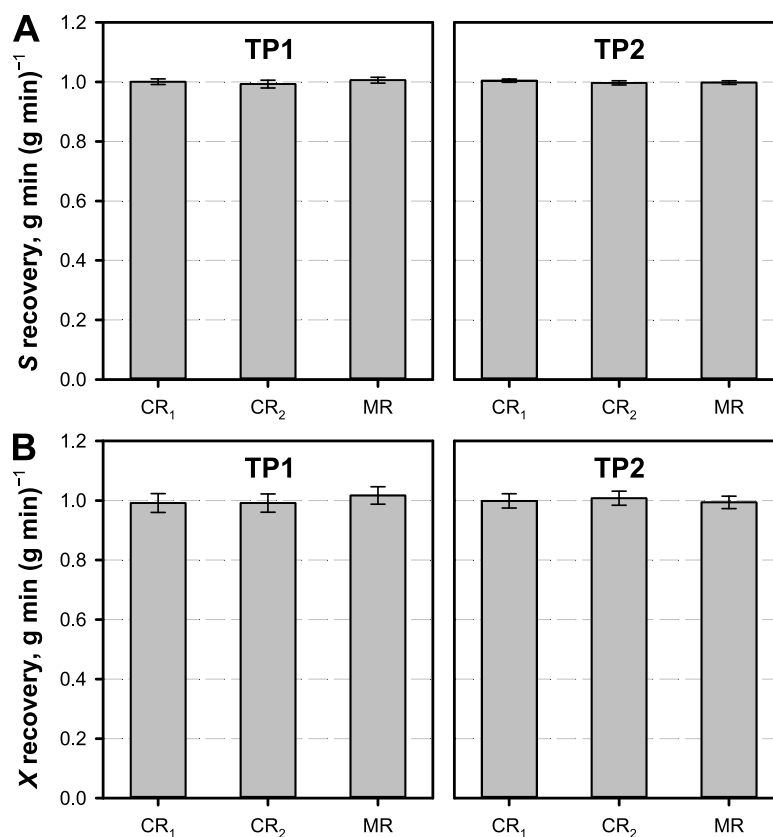 A
S recovery, g min (g min)⁻¹
1.2
1.0
0.8
0.6
0.4
0.2
0.0
TP1
CR₁
CR₂
MR
TP2
CR₁
CR₂
MR
B
X recovery, g min (g min)⁻¹
1.2
1.0
0.8
0.6
0.4
0.2
0.0
TP1
CR₁
CR₂
MR
TP2
CR₁
CR₂
MR